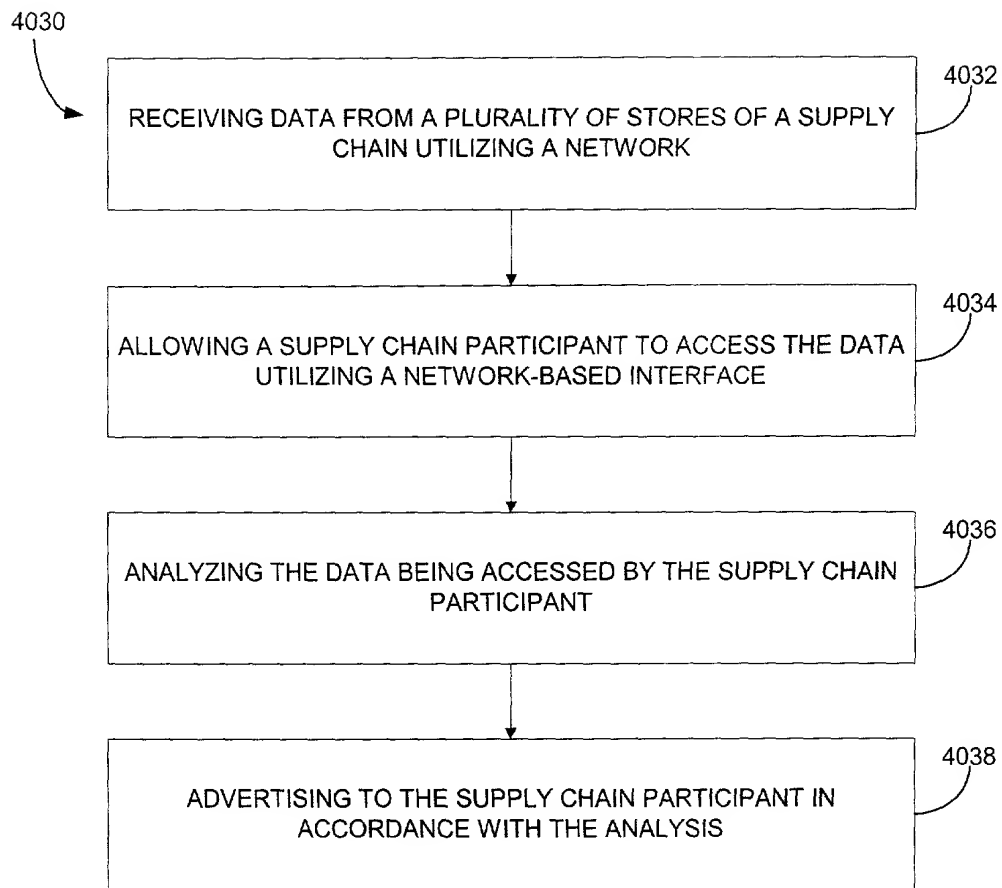 4030
4032
RECEIVING DATA FROM A PLURALITY OF STORES OF A SUPPLY
CHAIN UTILIZING A NETWORK
4034
ALLOWING A SUPPLY CHAIN PARTICIPANT TO ACCESS THE DATA
UTILIZING A NETWORK-BASED INTERFACE
4036
ANALYZING THE DATA BEING ACCESSED BY THE SUPPLY CHAIN
PARTICIPANT
4038
ADVERTISING TO THE SUPPLY CHAIN PARTICIPANT IN
ACCORDANCE WITH THE ANALYSIS